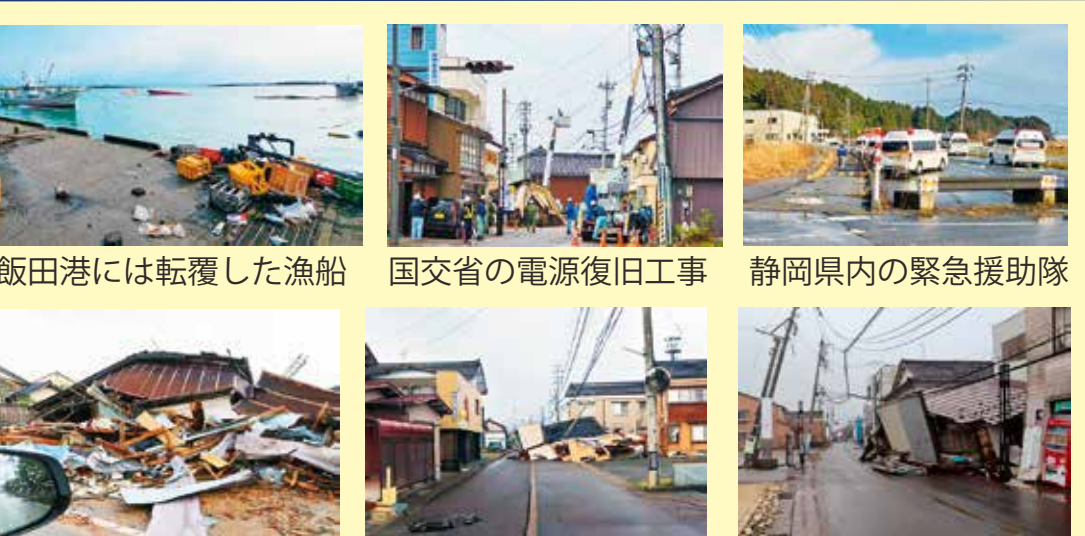 飯田港には転覆した漁船
国交省の電源復旧工事
静岡県内の緊急援助隊